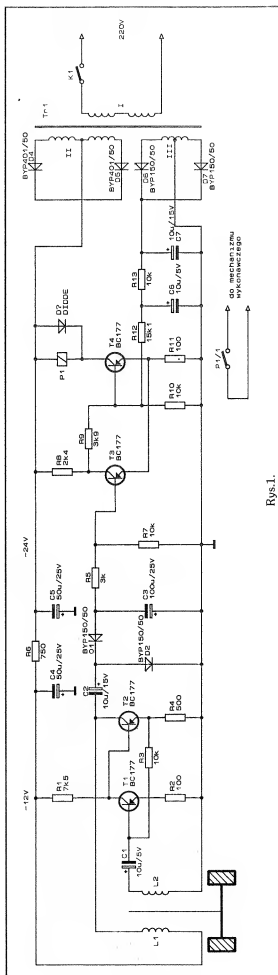 220V
K1
Tr1
I
II
III
BYP401/50
D4
BYP401/50
D5
BYP150/50
D6
BYP150/50
D7
10u/15V
C7
R13
10k
10u/5V
C6
R12
15k1
D?
DIODE
P1
T4
BC177
R11
100
R10
10k
R9
3k9
R8
2k4
T3
BC177
do mechanizmu
wykonawczego
P1/1
-24V
R7
10k
R5
3k
C5
50u/25V
R6
750
C4
50u/25V
BYP150/50
D1
C3
100u/25V
C2
10u/15V
BYP150/50
D2
-12V
R1
7k5
T2
BC177
R4
500
R3
10k
T1
BC177
R2
100
C1
10u/5V
L2
L1
Rys.1.